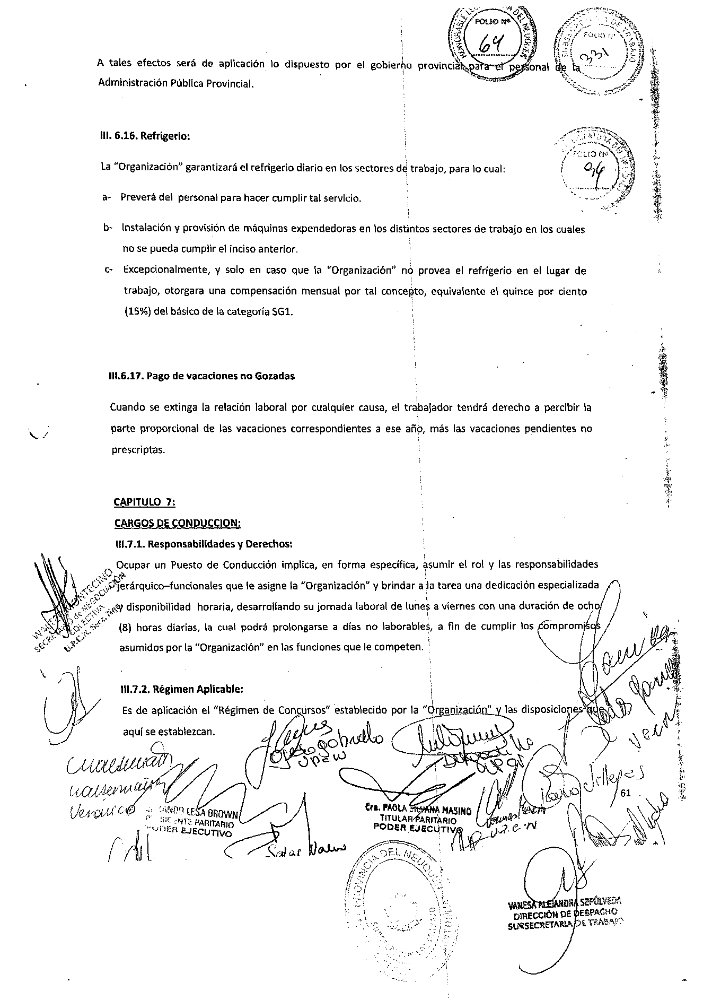 FOLIO Nº
64
FOLIO Nº
331
A tales efectos será de aplicación lo dispuesto por el gobierno provincial para el personal de la
Administración Pública Provincial.
III. 6.16. Refrigerio:
FOLIO Nº
94
La “Organización” garantizará el refrigerio diario en los sectores de trabajo, para lo cual:
a- Preverá del personal para hacer cumplir tal servicio.
b- Instalación y provisión de máquinas expendedoras en los distintos sectores de trabajo en los cuales
no se pueda cumplir el inciso anterior.
c- Excepcionalmente, y solo en caso que la “Organización” no provea el refrigerio en el lugar de
trabajo, otorgara una compensación mensual por tal concepto, equivalente el quince por ciento
(15%) del básico de la categoría SG1.
III.6.17. Pago de vacaciones no Gozadas
Cuando se extinga la relación laboral por cualquier causa, el trabajador tendrá derecho a percibir la
parte proporcional de las vacaciones correspondientes a ese año, más las vacaciones pendientes no
prescriptas.
CAPITULO 7:
CARGOS DE CONDUCCION:
III.7.1. Responsabilidades y Derechos:
Ocupar un Puesto de Conducción implica, en forma específica, asumir el rol y las responsabilidades
jerárquico–funcionales que le asigne la “Organización” y brindar a la tarea una dedicación especializada
y disponibilidad horaria, desarrollando su jornada laboral de lunes a viernes con una duración de ocho
(8) horas diarias, la cual podrá prolongarse a días no laborables, a fin de cumplir los compromisos
asumidos por la “Organización” en las funciones que le competen.
III.7.2. Régimen Aplicable:
Es de aplicación el “Régimen de Concursos” establecido por la “Organización” y las disposiciones que
aquí se establezcan.
61
LESA BROWN
PARITARIO
PODER EJECUTIVO
Cra. PAOLA SILVANA MASINO
TITULAR PARITARIO
PODER EJECUTIVO
PROVINCIA DEL NEUQUEN
VANESA ALEJANDRA SEPÚLVEDA
DIRECCIÓN DE DESPACHO
SUBSECRETARIA DE TRABAJO